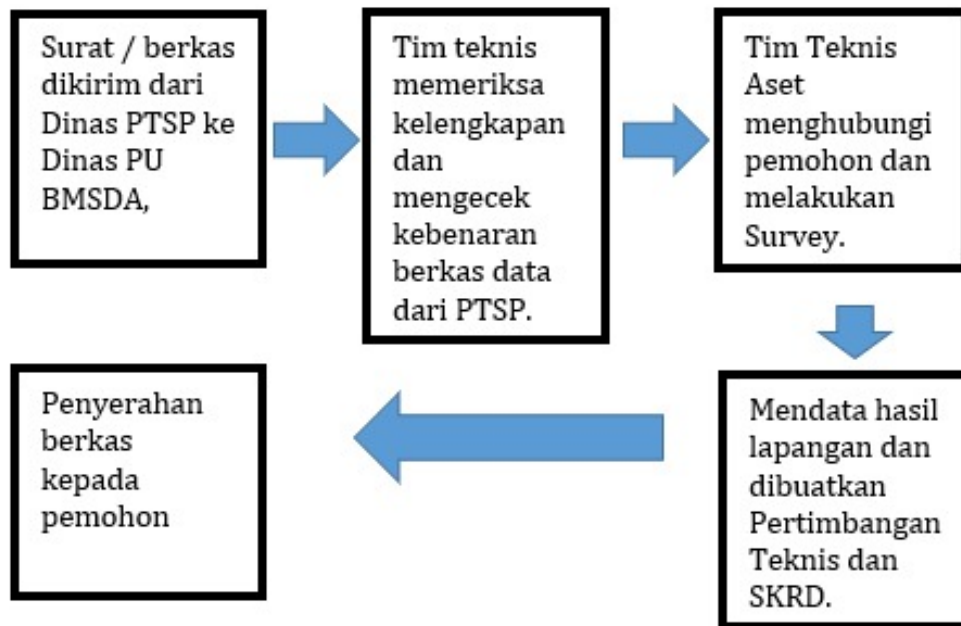 Surat / berkas
dikirim dari
Dinas PTSP ke
Dinas PU
BMSDA,
Tim teknis
memeriksa
kelengkapan
dan
mengecek
kebenaran
berkas data
dari PTSP.
Tim Teknis
Aset
menghubungi
pemohon dan
melakukan
Survey.
Mendata hasil
lapangan dan
dibuatkan
Pertimbangan
Teknis dan
SKRD.
Penyerahan
berkas
kepada
pemohon